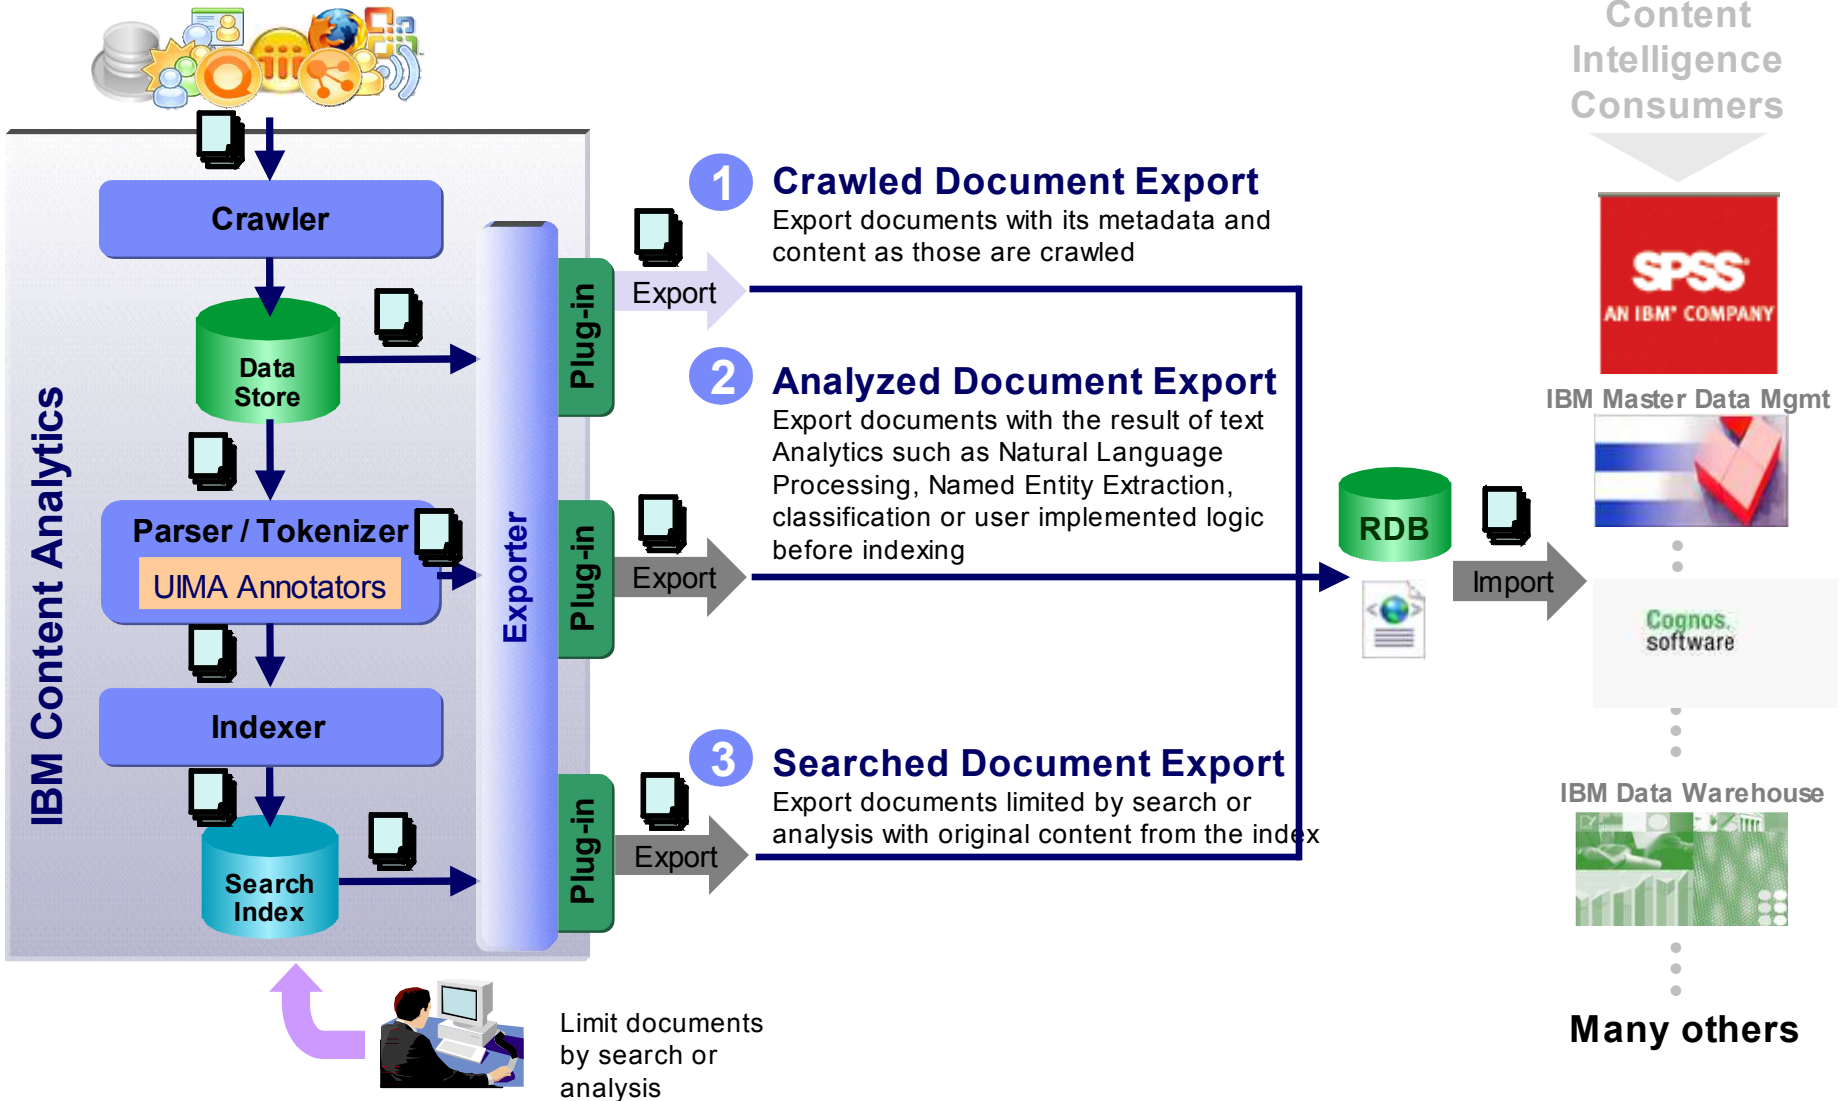 Content
Intelligence
Consumers
IBM Content Analytics
Crawler
Data
Store
Parser / Tokenizer
UIMA Annotators
Indexer
Search
Index
Exporter
Plug-in
Export
1
Crawled Document Export
Export documents with its metadata and
content as those are crawled
Plug-in
Export
2
Analyzed Document Export
Export documents with the result of text
Analytics such as Natural Language
Processing, Named Entity Extraction,
classification or user implemented logic
before indexing
Plug-in
Export
3
Searched Document Export
Export documents limited by search or
analysis with original content from the index
Limit documents
by search or
analysis
RDB
Import
SPSS
AN IBM® COMPANY
IBM Master Data Mgmt
Cognos.
software
IBM Data Warehouse
Many others